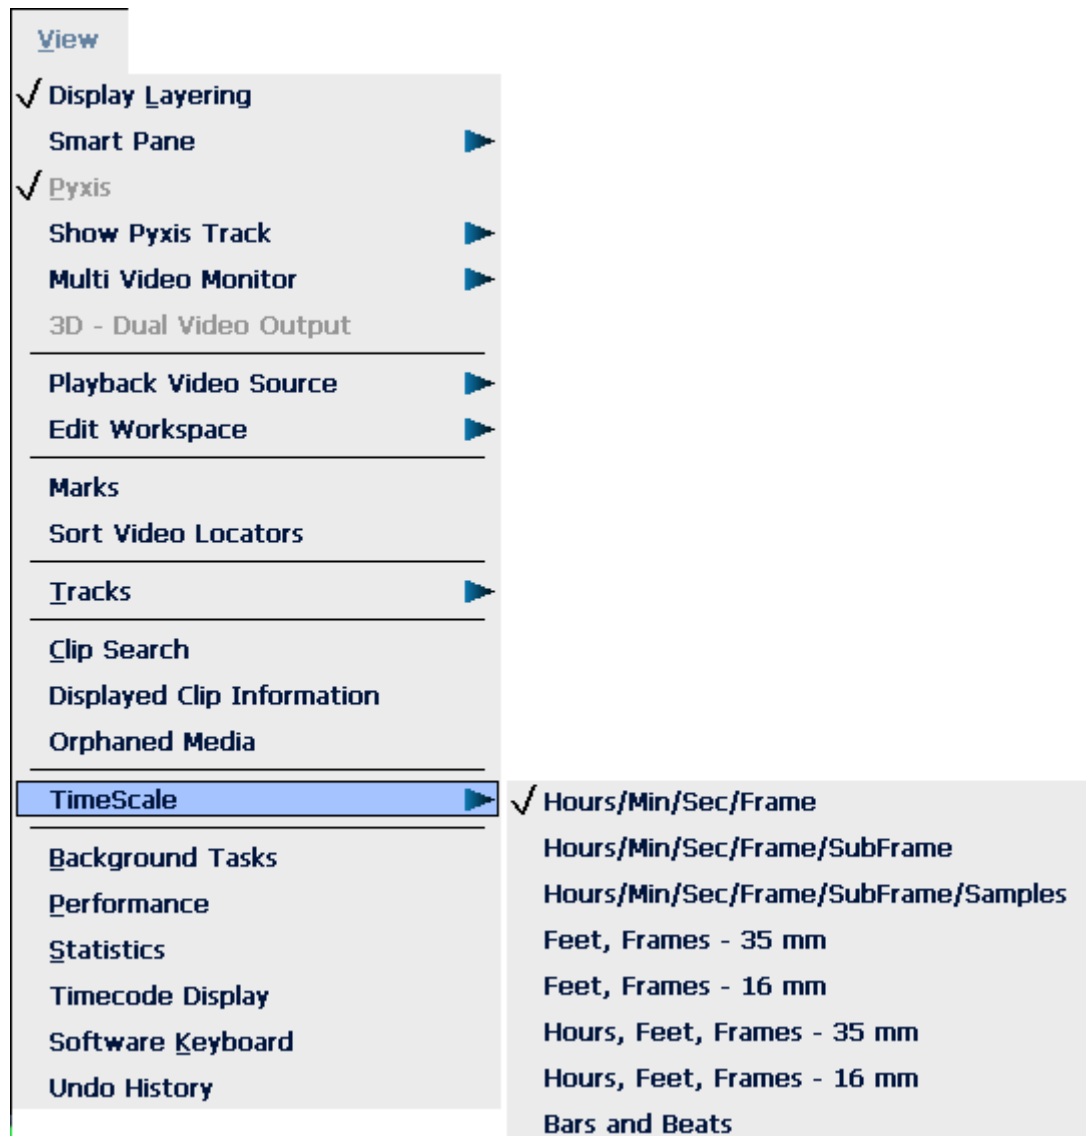 View
Display Layering
Smart Pane
Pyxis
Show Pyxis Track
Multi Video Monitor
3D - Dual Video Output
Playback Video Source
Edit Workspace
Marks
Sort Video Locators
Tracks
Clip Search
Displayed Clip Information
Orphaned Media
TimeScale
Background Tasks
Performance
Statistics
Timecode Display
Software Keyboard
Undo History
Hours/Min/Sec/Frame
Hours/Min/Sec/Frame/SubFrame
Hours/Min/Sec/Frame/SubFrame/Samples
Feet, Frames - 35 mm
Feet, Frames - 16 mm
Hours, Feet, Frames - 35 mm
Hours, Feet, Frames - 16 mm
Bars and Beats